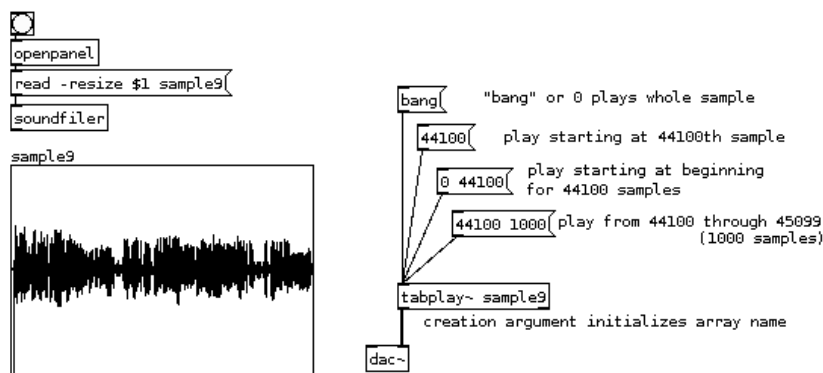 openpanel
read -resize $1 sample9
soundfiler
sample9
bang
"bang" or 0 plays whole sample
44100
play starting at 44100th sample
0 44100
play starting at beginning
for 44100 samples
44100 1000
play from 44100 through 45099
(1000 samples)
tabplay~ sample9
creation argument initializes array name
dac~